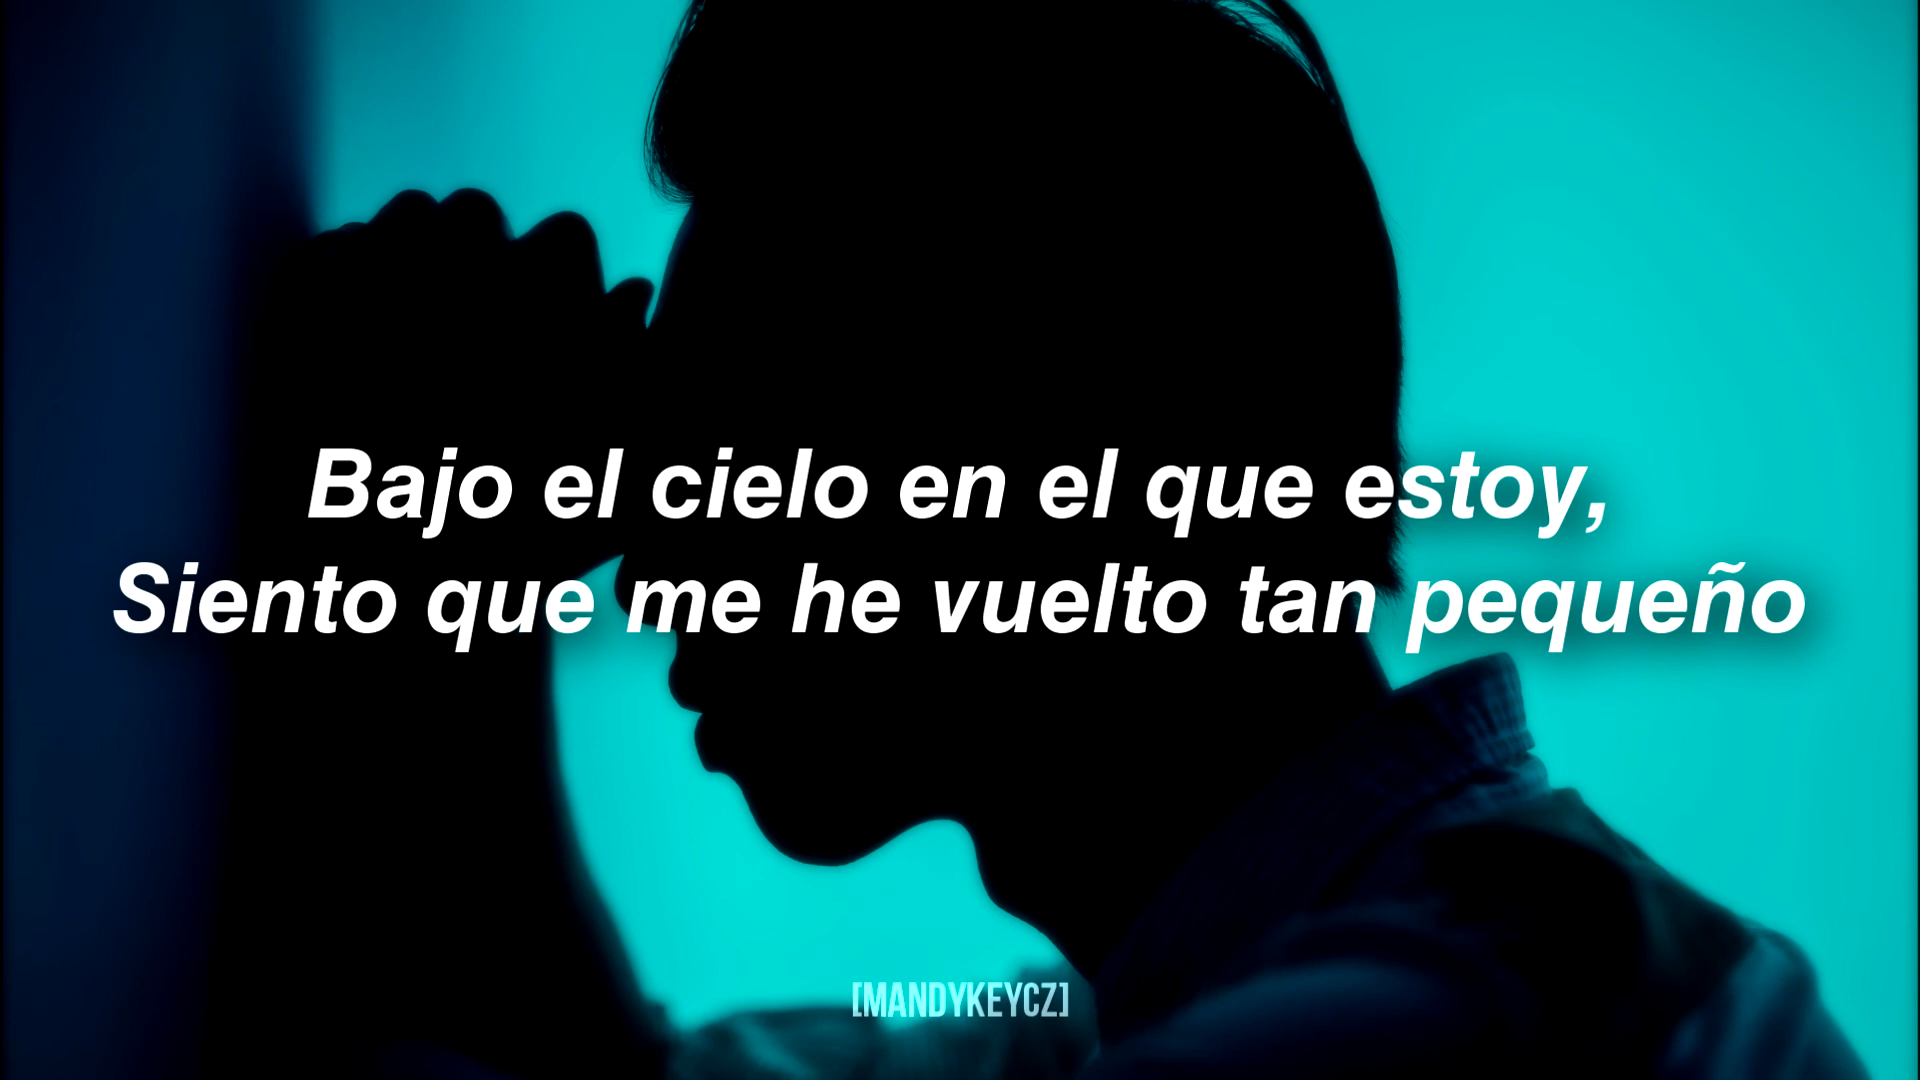 Bajo el cielo en el que estoy,
Siento que me he vuelto tan pequeño
[MANDYKEYCZ]